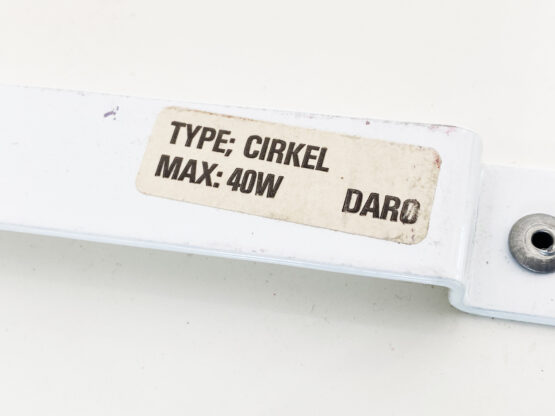 TYPE; CIRKEL
MAX: 40W DARO